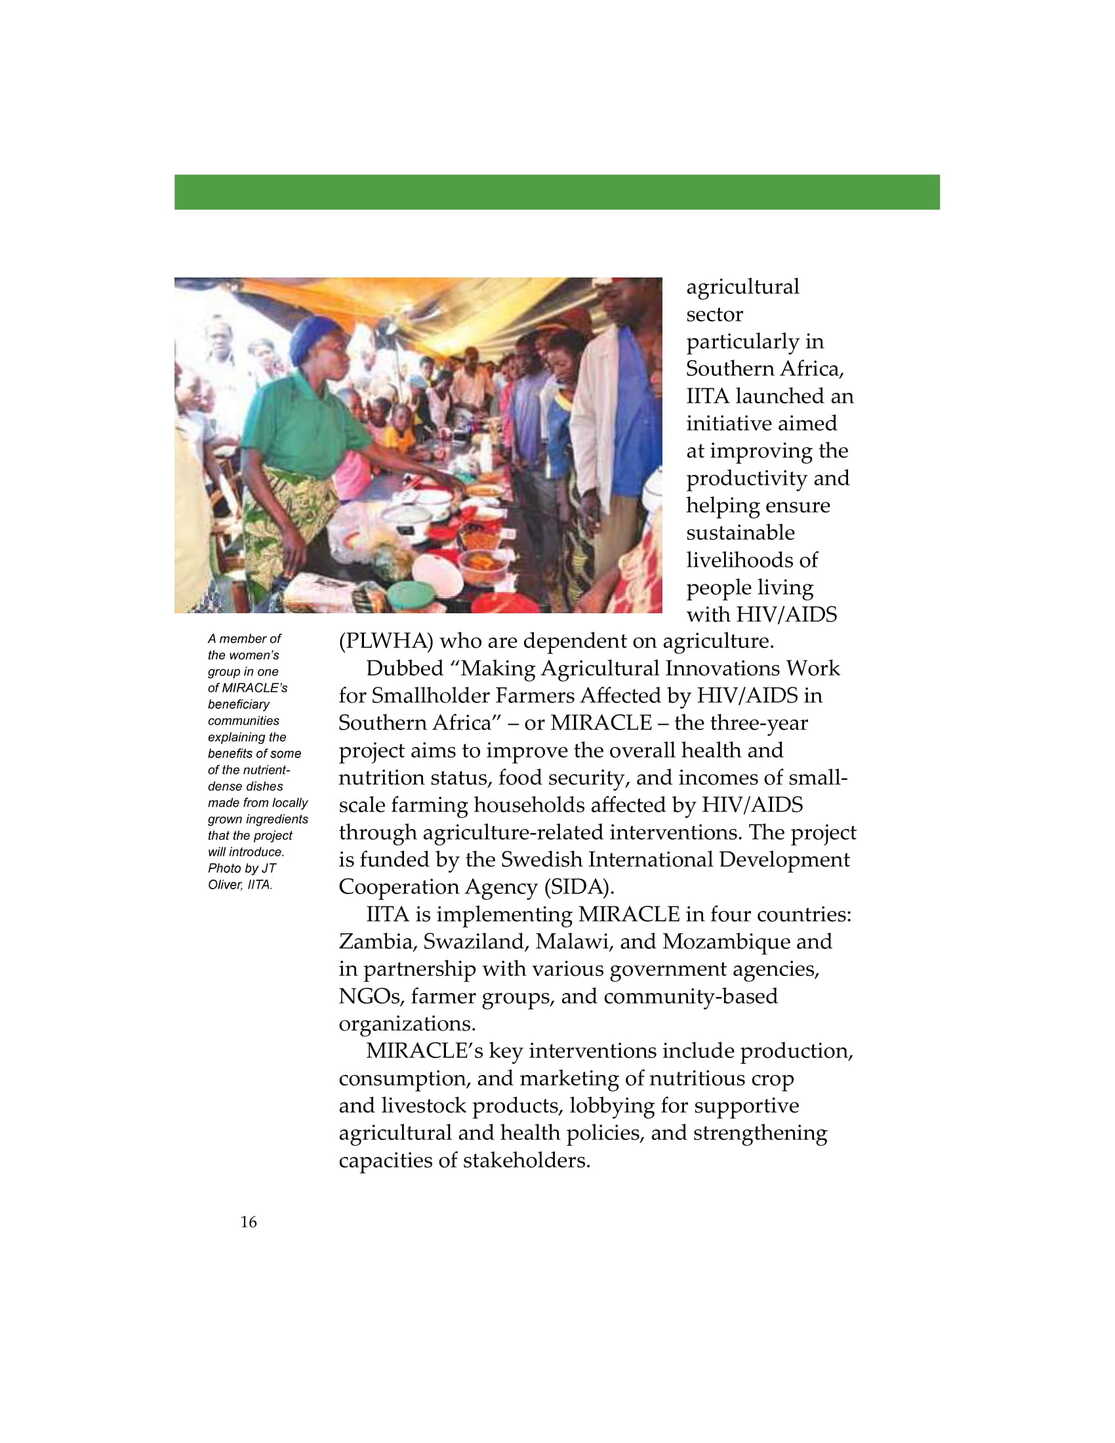 agricultural
sector
particularly in
Southern Africa,
IITA launched an
initiative aimed
at improving the
productivity and
helping ensure
sustainable
livelihoods of
people living
with HIV/AIDS
(PLWHA) who are dependent on agriculture.
Dubbed “Making Agricultural Innovations Work
for Smallholder Farmers Affected by HIV/AIDS in
Southern Africa” – or MIRACLE – the three-year
project aims to improve the overall health and
nutrition status, food security, and incomes of small-
scale farming households affected by HIV/AIDS
through agriculture-related interventions. The project
is funded by the Swedish International Development
Cooperation Agency (SIDA).
IITA is implementing MIRACLE in four countries:
Zambia, Swaziland, Malawi, and Mozambique and
in partnership with various government agencies,
NGOs, farmer groups, and community-based
organizations.
MIRACLE’s key interventions include production,
consumption, and marketing of nutritious crop
and livestock products, lobbying for supportive
agricultural and health policies, and strengthening
capacities of stakeholders.
A member of
the women’s
group in one
of MIRACLE’s
beneficiary
communities
explaining the
benefits of some
of the nutrient-
dense dishes
made from locally
grown ingredients
that the project
will introduce.
Photo by JT
Oliver, IITA.
16